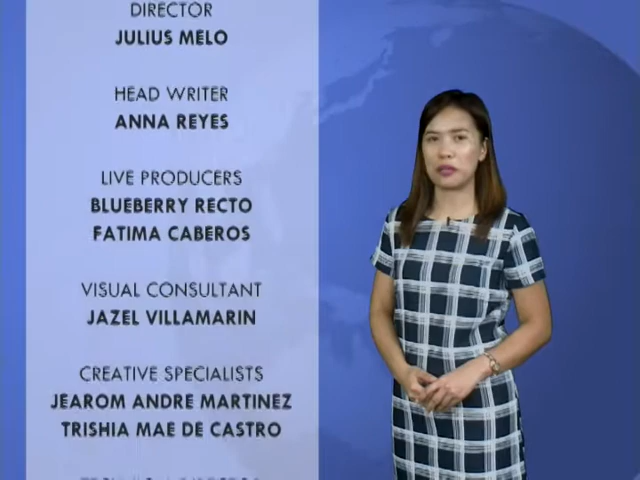 DIRECTOR
JULIUS MELO
HEAD WRITER
ANNA REYES
LIVE PRODUCERS
BLUEBERRY RECTO
FATIMA CABEROS
VISUAL CONSULTANT
JAZEL VILLAMARIN
CREATIVE SPECIALISTS
JEAROM ANDRE MARTINEZ
TRISHIA MAE DE CASTRO